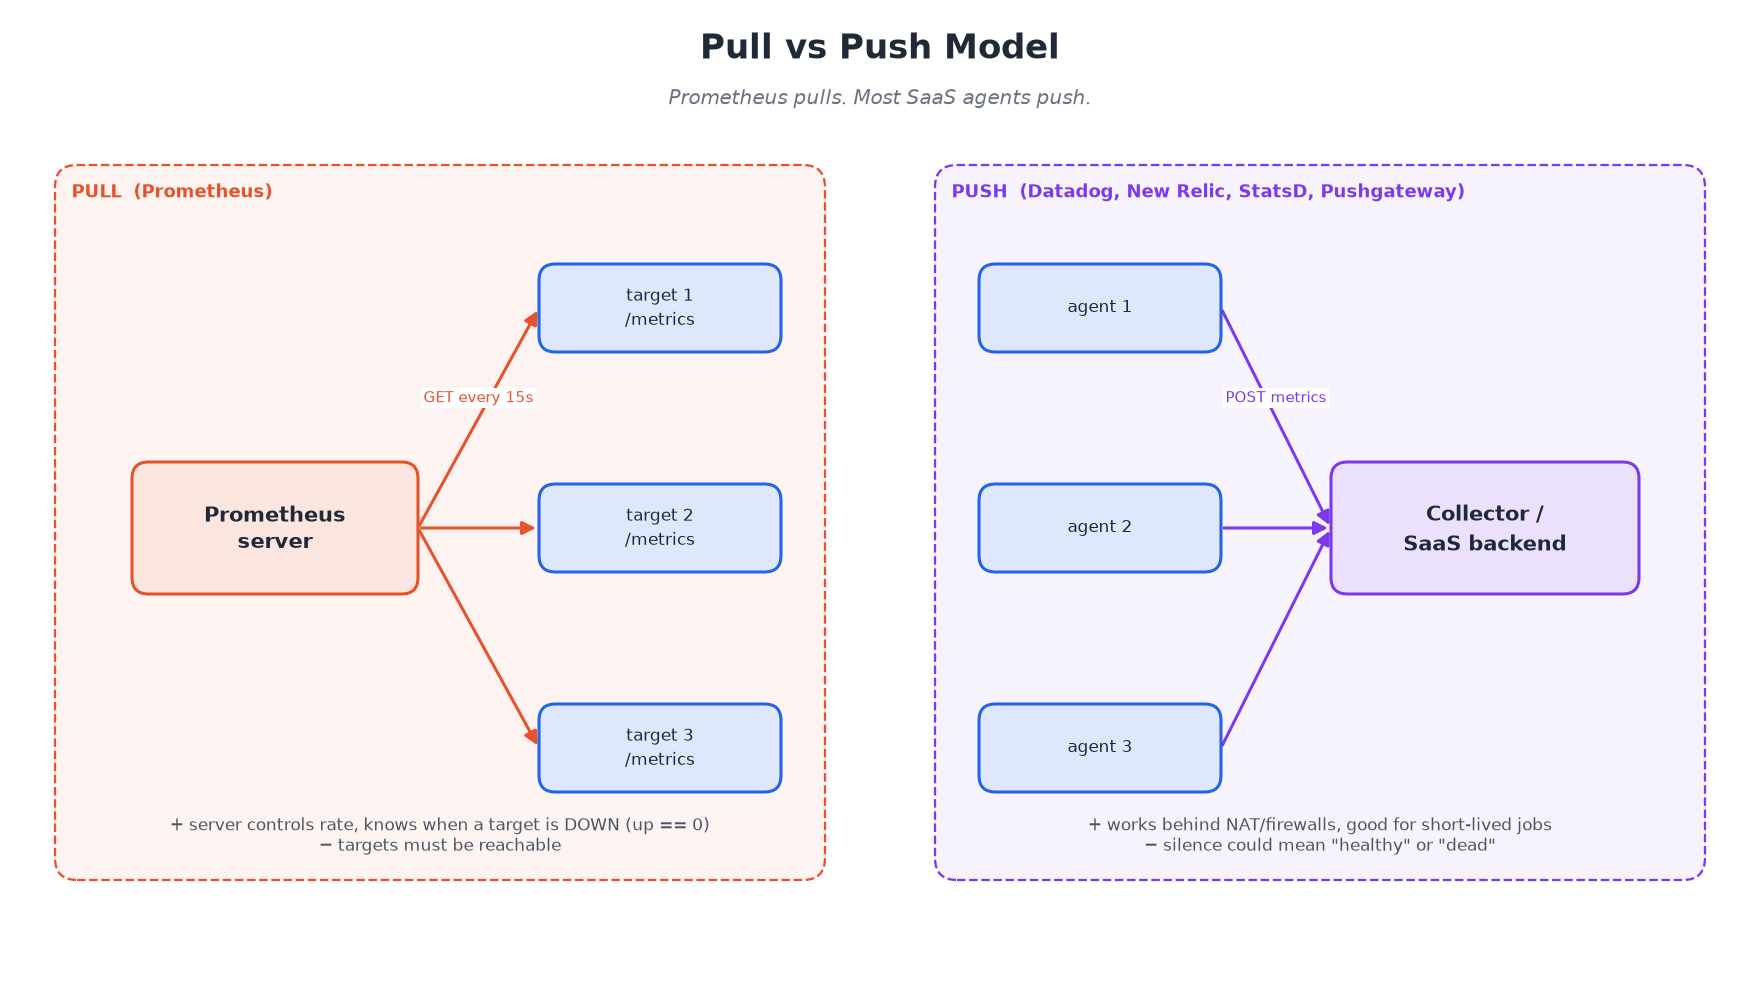 Pull vs Push Model
Prometheus pulls. Most SaaS agents push.
PULL  (Prometheus)
target 1
/metrics
GET every 15s
Prometheus
server
target 2
/metrics
target 3
/metrics
+ server controls rate, knows when a target is DOWN (up == 0)
− targets must be reachable
PUSH  (Datadog, New Relic, StatsD, Pushgateway)
agent 1
POST metrics
agent 2
Collector /
SaaS backend
agent 3
+ works behind NAT/firewalls, good for short-lived jobs
− silence could mean "healthy" or "dead"